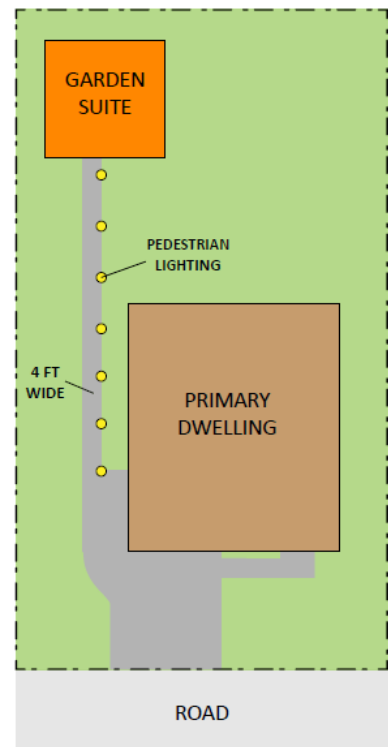 GARDEN
SUITE
PEDESTRIAN
LIGHTING
4 FT
WIDE
PRIMARY
DWELLING
ROAD